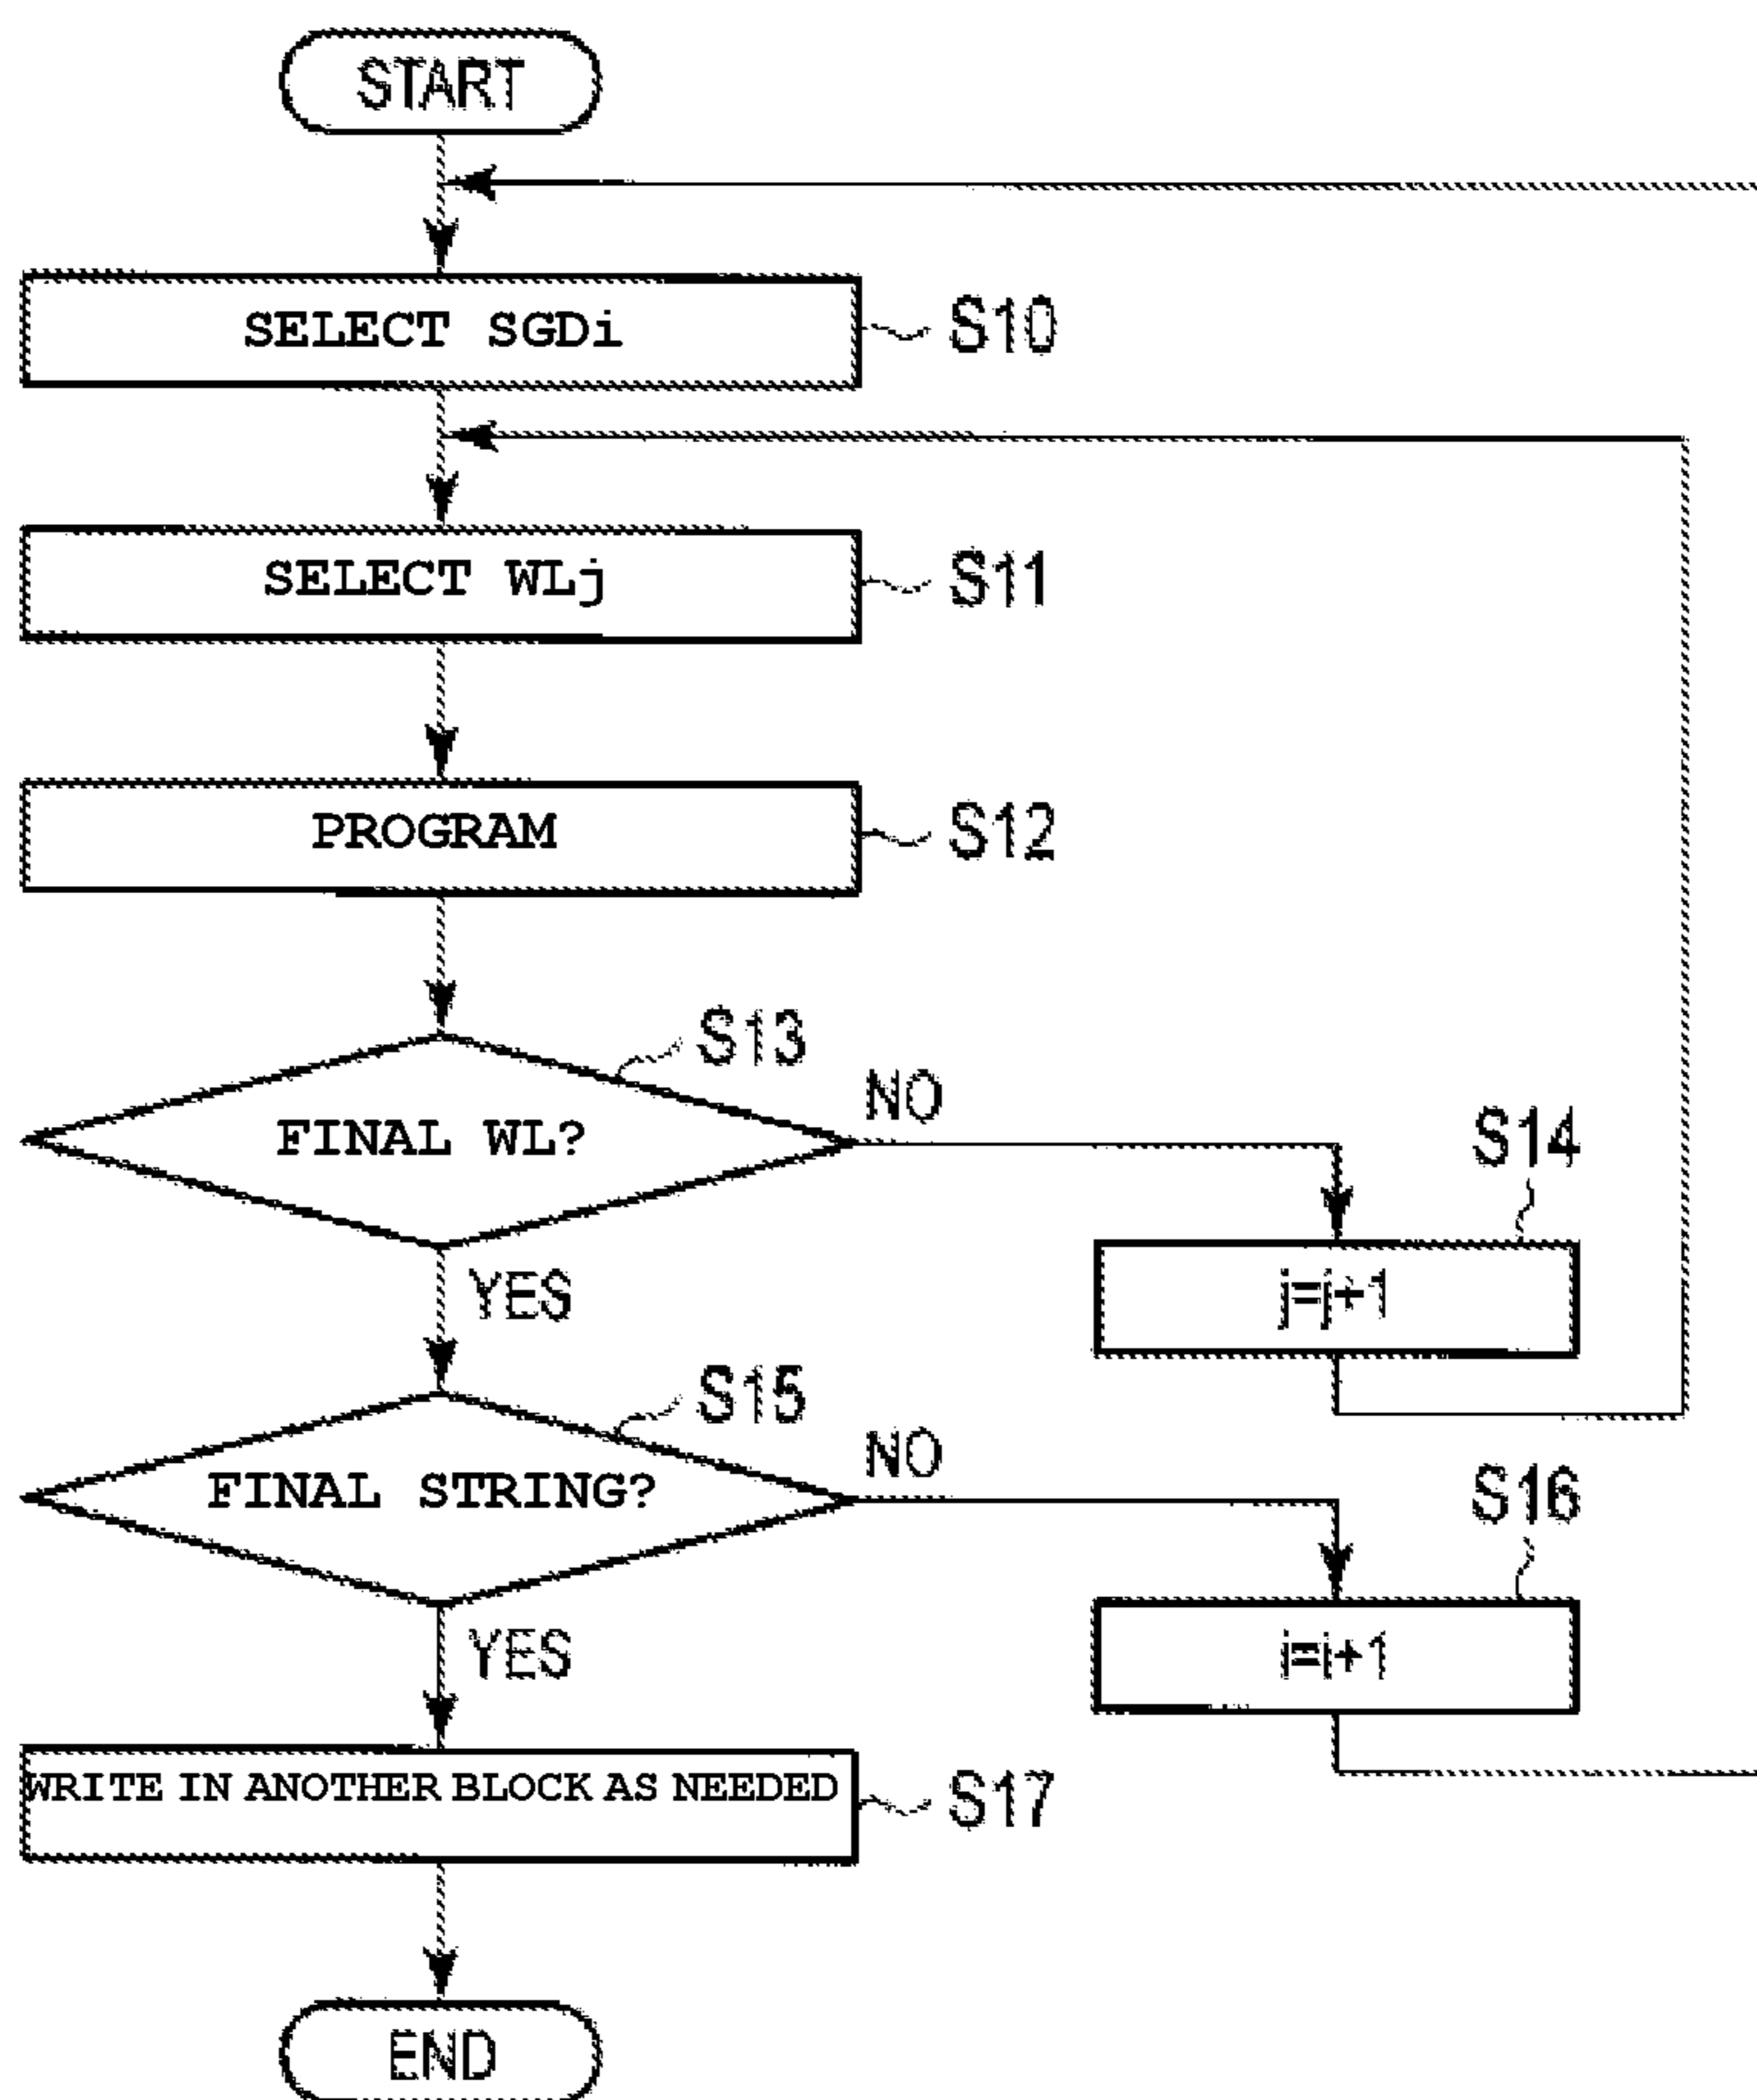 START
SELECT SGDi
S10
SELECT WLj
S11
PROGRAM
S12
S13
FINAL WL?
NO
S14
j=j+1
YES
S15
FINAL STRING?
NO
S16
i=i+1
YES
WRITE IN ANOTHER BLOCK AS NEEDED
S17
END